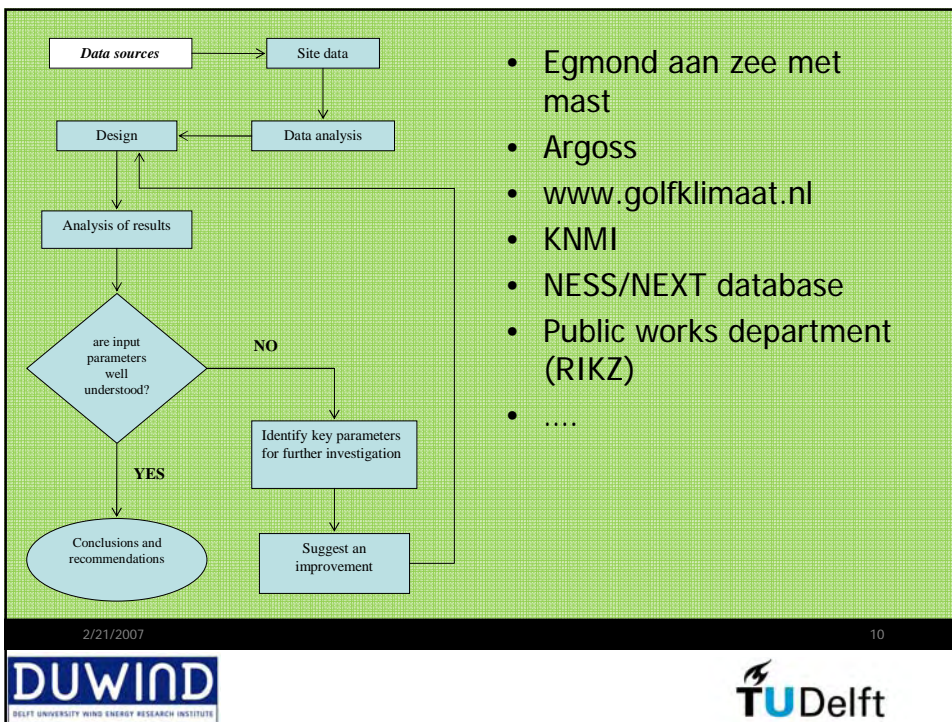 Data sources
Site data
Design
Data analysis
Analysis of results
are input
parameters
well
understood?
NO
Identify key parameters
for further investigation
YES
Conclusions and
recommendations
Suggest an
improvement
• Egmond aan zee met
mast
• Argoss
• www.golfklimaat.nl
• KNMI
• NESS/NEXT database
• Public works department
(RIKZ)
• ....
2/21/2007
10
DUWIND
DELFT UNIVERSITY WIND ENERGY RESEARCH INSTITUTE
TUDelft